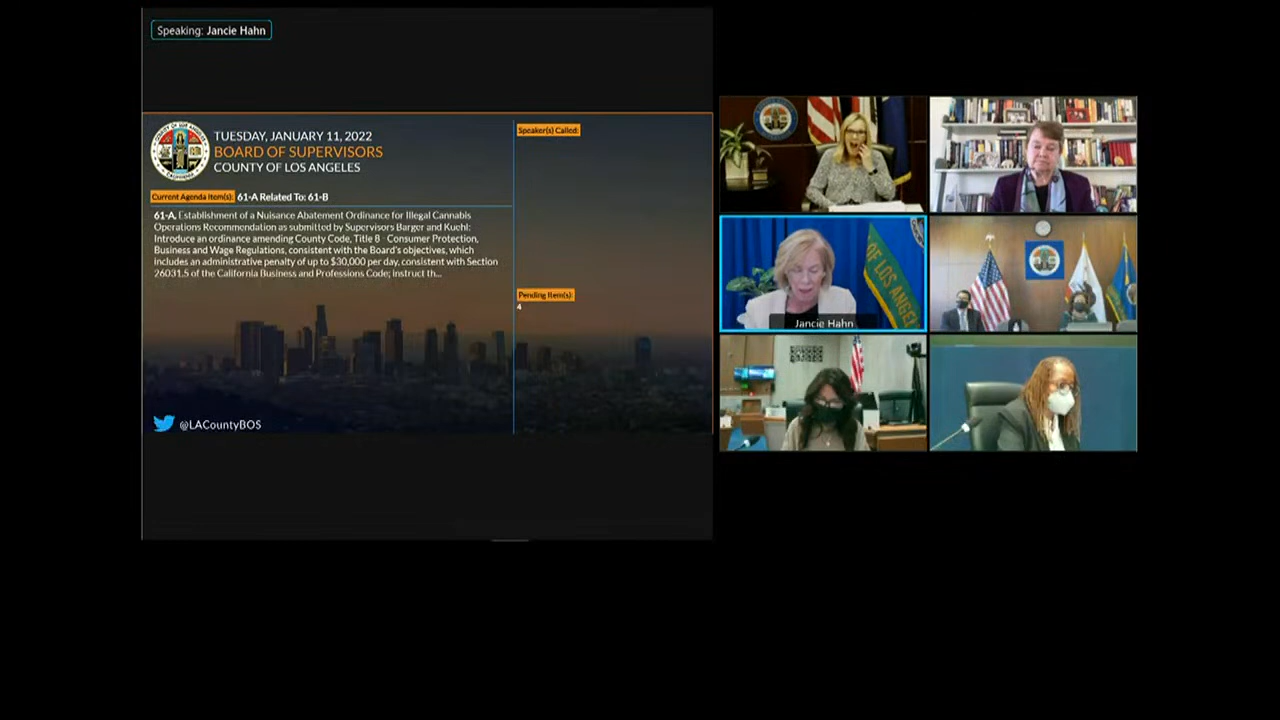 Speaking: Jancie Hahn
TUESDAY, JANUARY 11, 2022
BOARD OF SUPERVISORS
COUNTY OF LOS ANGELES
Speaker(s) Called:
Current Agenda Item(s): 61-A Related To: 61-B
61-A. Establishment of a Nuisance Abatement Ordinance for Illegal Cannabis
Operations Recommendation as submitted by Supervisors Barger and Kuehl:
Introduce an ordinance amending County Code, Title 8 - Consumer Protection,
Business and Wage Regulations, consistent with the Board's objectives, which
includes an administrative penalty of up to $30,000 per day, consistent with Section
26031.5 of the California Business and Professions Code; instruct th...
Pending Item(s):
4
@LACountyBOS
OF LOS ANGELE
Jancie Hahn